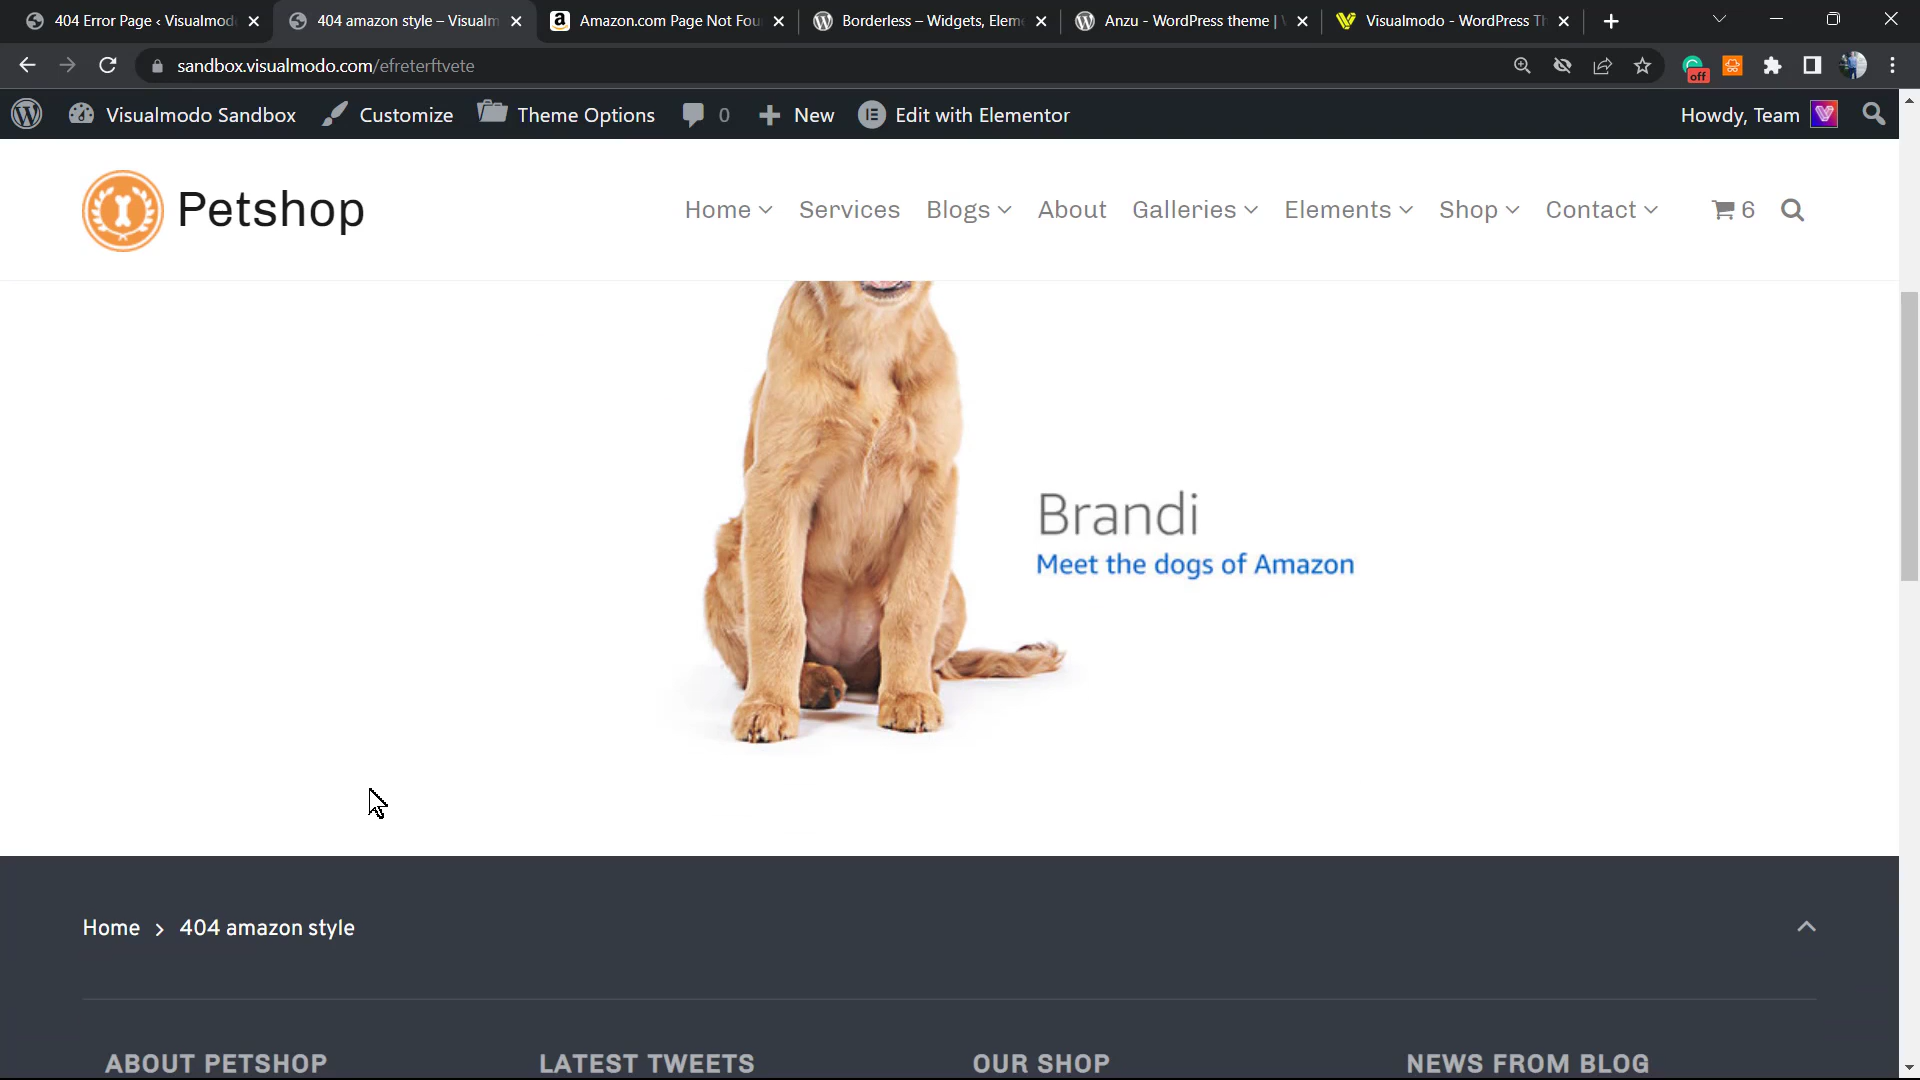 404 Error Page ‹ Visualmod
404 amazon style – Visualm
Amazon.com Page Not Fou
Borderless – Widgets, Elem
Anzu - WordPress theme |
Visualmodo - WordPress Th
sandbox.visualmodo.com/efreterftvete
off
Visualmodo Sandbox
Customize
Theme Options
0
New
Edit with Elementor
Howdy, Team
Petshop
Home
Services
Blogs
About
Galleries
Elements
Shop
Contact
6
Brandi
Meet the dogs of Amazon
Home > 404 amazon style
ABOUT PETSHOP
LATEST TWEETS
OUR SHOP
NEWS FROM BLOG